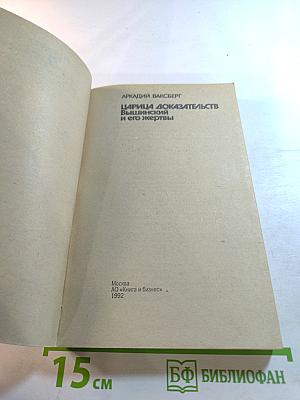 АРКАДИЙ ВАКСБЕРГ
ЦАРИЦА ДОКАЗАТЕЛЬСТВ
Вышинский
и его жертвы
Москва
АО «Книга и бизнес»
1992
15 см
БФ БИБЛИОФАН